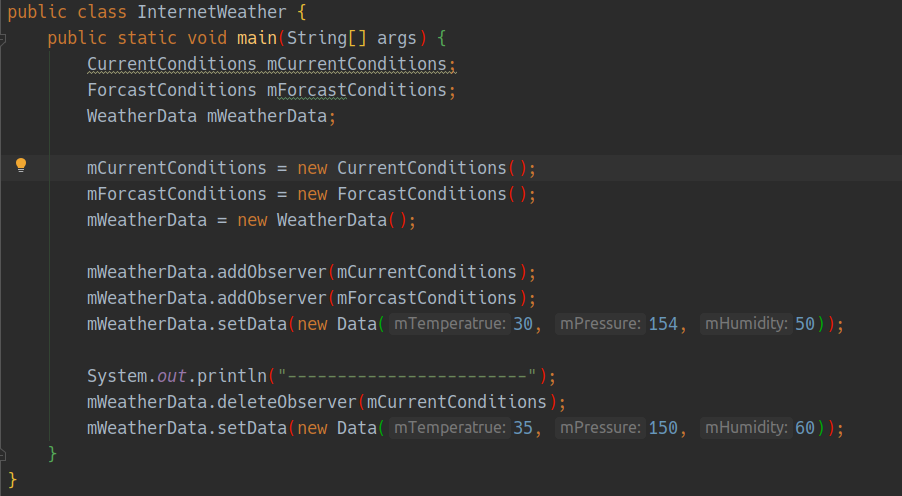 public class InternetWeather {
public static void main(String[] args) {
CurrentConditions mCurrentConditions;
ForcastConditions mForcastConditions;
WeatherData mWeatherData;
mCurrentConditions = new CurrentConditions();
mForcastConditions = new ForcastConditions();
mWeatherData = new WeatherData();
mWeatherData.addObserver(mCurrentConditions);
mWeatherData.addObserver(mForcastConditions);
mWeatherData.setData(new Data( mTemperatrue: 30, mPressure: 154, mHumidity: 50));
System.out.println("------------------------");
mWeatherData.deleteObserver(mCurrentConditions);
mWeatherData.setData(new Data( mTemperatrue: 35, mPressure: 150, mHumidity: 60));
}
}